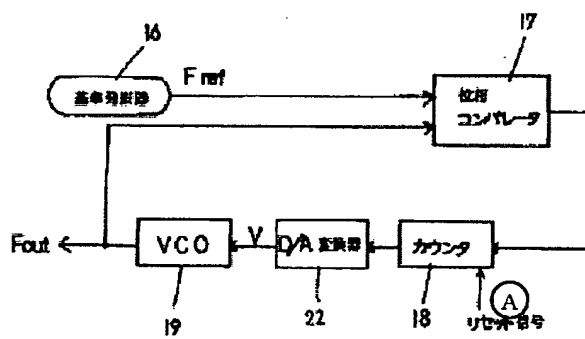 16
17
F ref
基準発振器
位相
コンパレータ
Fout
VCO
V
D/A 変換器
カウンタ
19
22
18
A
リセット信号